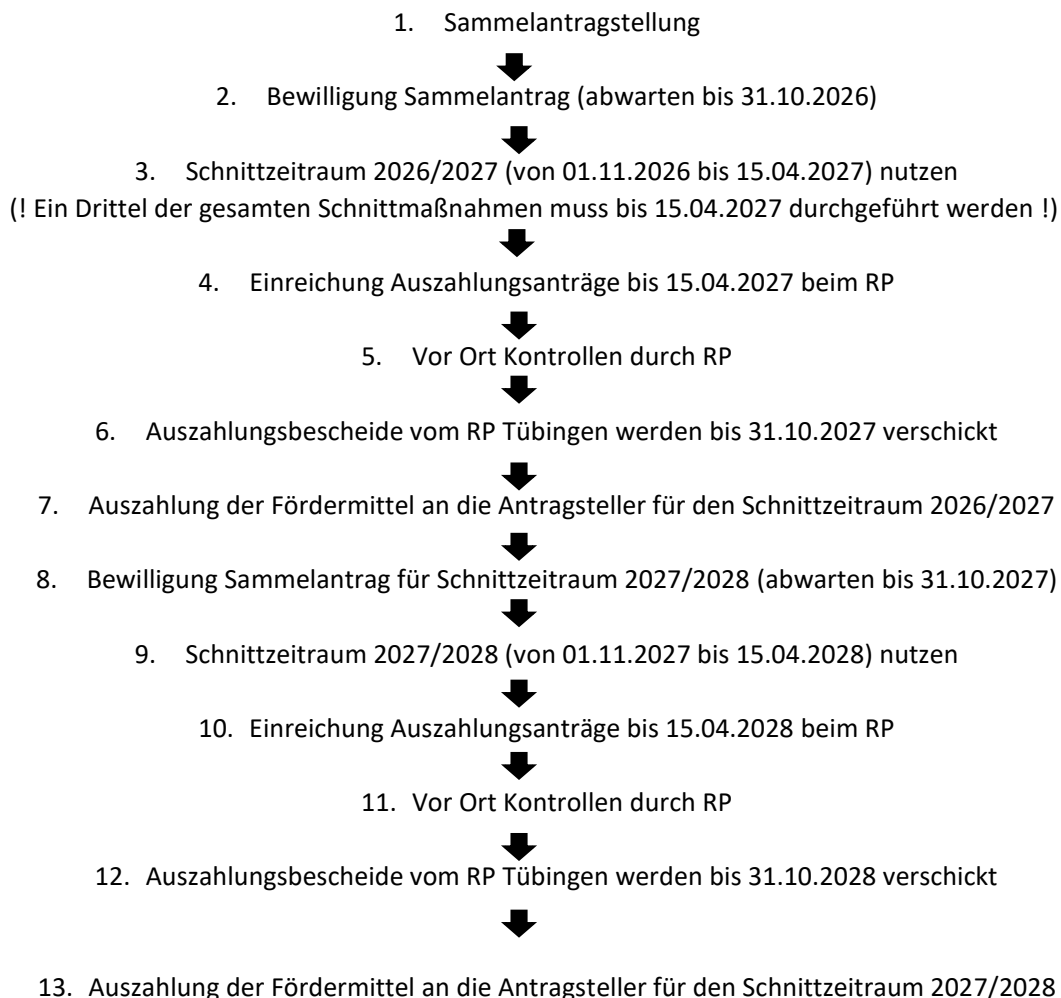 1. Sammelantragstellung
2. Bewilligung Sammelantrag (abwarten bis 31.10.2026)
3. Schnittzeitraum 2026/2027 (von 01.11.2026 bis 15.04.2027) nutzen
(! Ein Drittel der gesamten Schnittmaßnahmen muss bis 15.04.2027 durchgeführt werden !)
4. Einreichung Auszahlungsanträge bis 15.04.2027 beim RP
5. Vor Ort Kontrollen durch RP
6. Auszahlungsbescheide vom RP Tübingen werden bis 31.10.2027 verschickt
7. Auszahlung der Fördermittel an die Antragsteller für den Schnittzeitraum 2026/2027
8. Bewilligung Sammelantrag für Schnittzeitraum 2027/2028 (abwarten bis 31.10.2027)
9. Schnittzeitraum 2027/2028 (von 01.11.2027 bis 15.04.2028) nutzen
10. Einreichung Auszahlungsanträge bis 15.04.2028 beim RP
11. Vor Ort Kontrollen durch RP
12. Auszahlungsbescheide vom RP Tübingen werden bis 31.10.2028 verschickt
13. Auszahlung der Fördermittel an die Antragsteller für den Schnittzeitraum 2027/2028